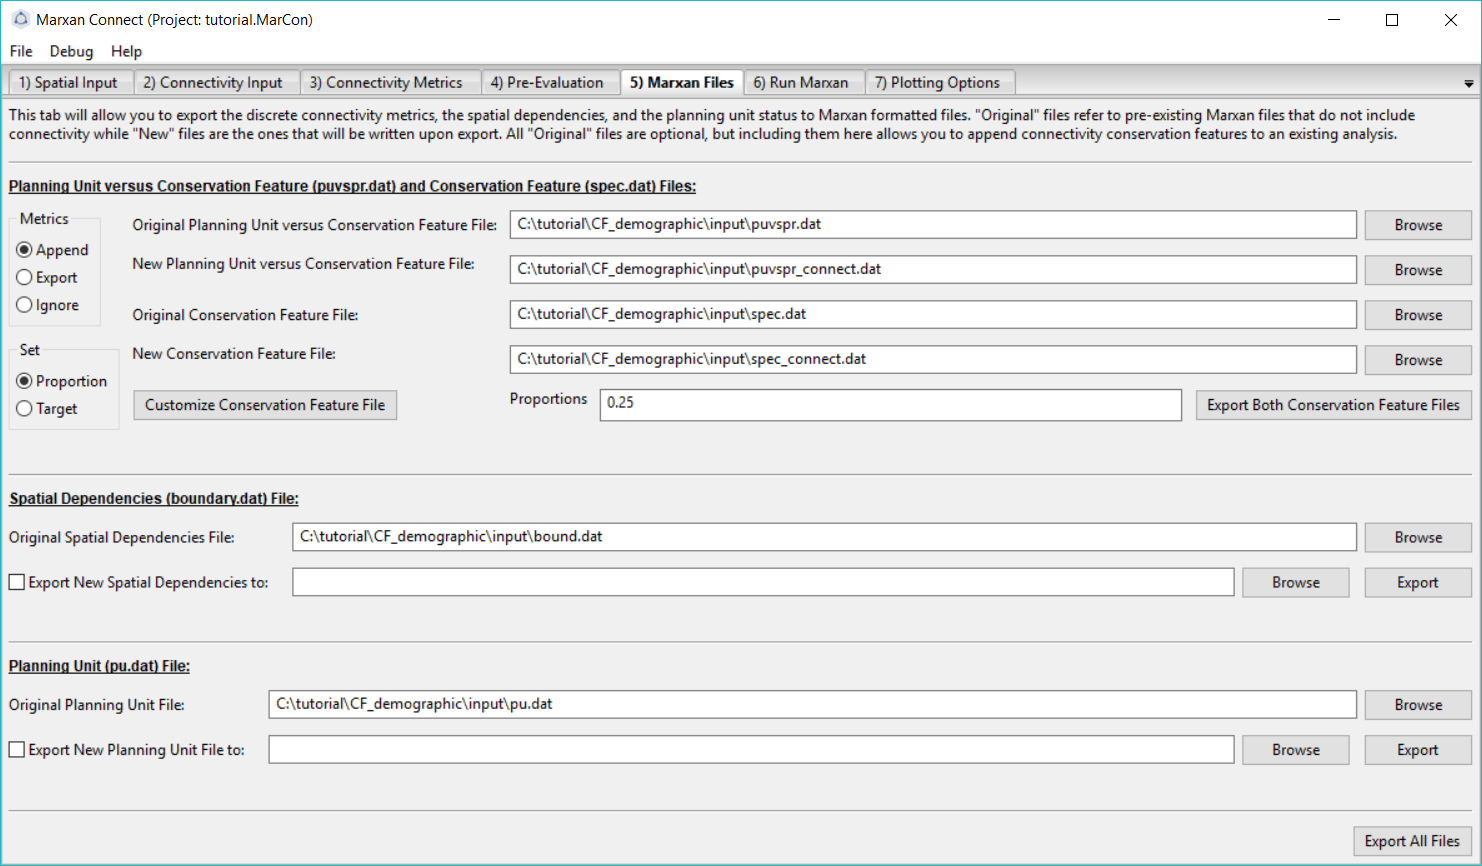 Marxan Connect (Project: tutorial.MarCon)
File Debug Help
1) Spatial Input 2) Connectivity Input 3) Connectivity Metrics 4) Pre-Evaluation 5) Marxan Files 6) Run Marxan 7) Plotting Options
This tab will allow you to export the discrete connectivity metrics, the spatial dependencies, and the planning unit status to Marxan formatted files. "Original" files refer to pre-existing Marxan files that do not include
connectivity while "New" files are the ones that will be written upon export. All "Original" files are optional, but including them here allows you to append connectivity conservation features to an existing analysis.
Planning Unit versus Conservation Feature (puvspr.dat) and Conservation Feature (spec.dat) Files:
Metrics
Append
Export
Ignore
Original Planning Unit versus Conservation Feature File: C:\tutorial\CF_demographic\input\puvspr.dat Browse
New Planning Unit versus Conservation Feature File: C:\tutorial\CF_demographic\input\puvspr_connect.dat Browse
Original Conservation Feature File: C:\tutorial\CF_demographic\input\spec.dat Browse
New Conservation Feature File: C:\tutorial\CF_demographic\input\spec_connect.dat Browse
Set
Proportion
Target
Customize Conservation Feature File Proportions 0.25 Export Both Conservation Feature Files
Spatial Dependencies (boundary.dat) File:
Original Spatial Dependencies File: C:\tutorial\CF_demographic\input\bound.dat Browse
Export New Spatial Dependencies to: Browse Export
Planning Unit (pu.dat) File:
Original Planning Unit File: C:\tutorial\CF_demographic\input\pu.dat Browse
Export New Planning Unit File to: Browse Export
Export All Files